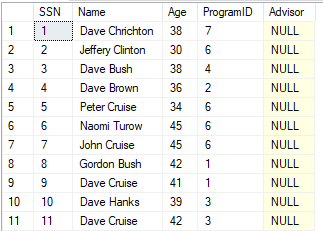 SSN Name Age ProgramID Advisor
1 1 Dave Chrichton 38 7 NULL
2 2 Jeffery Clinton 30 6 NULL
3 3 Dave Bush 38 4 NULL
4 4 Dave Brown 36 2 NULL
5 5 Peter Cruise 34 6 NULL
6 6 Naomi Turow 45 6 NULL
7 7 John Cruise 45 6 NULL
8 8 Gordon Bush 42 1 NULL
9 9 Dave Cruise 41 1 NULL
10 10 Dave Hanks 39 3 NULL
11 11 Dave Cruise 42 3 NULL